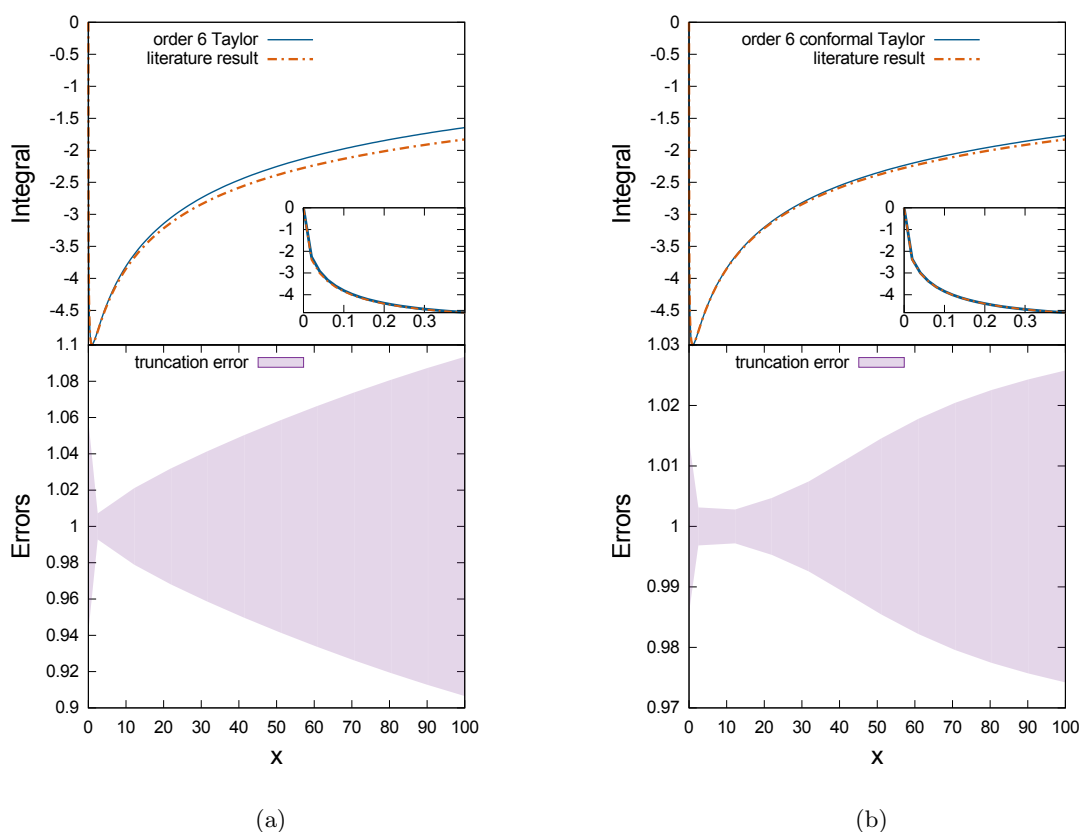 0
-0.5
-1
-1.5
-2
-2.5
-3
-3.5
-4
-4.5
Integral
order 6 Taylor
literature result
0
-1
-2
-3
-4
0 0.1 0.2 0.3
1.1
1.08
1.06
1.04
1.02
1
0.98
0.96
0.94
0.92
0.9
Errors
truncation error
0 10 20 30 40 50 60 70 80 90 100
x
(a)
0
-0.5
-1
-1.5
-2
-2.5
-3
-3.5
-4
-4.5
Integral
order 6 conformal Taylor
literature result
0
-1
-2
-3
-4
0 0.1 0.2 0.3
1.03
1.02
1.01
1
0.99
0.98
0.97
Errors
truncation error
0 10 20 30 40 50 60 70 80 90 100
x
(b)